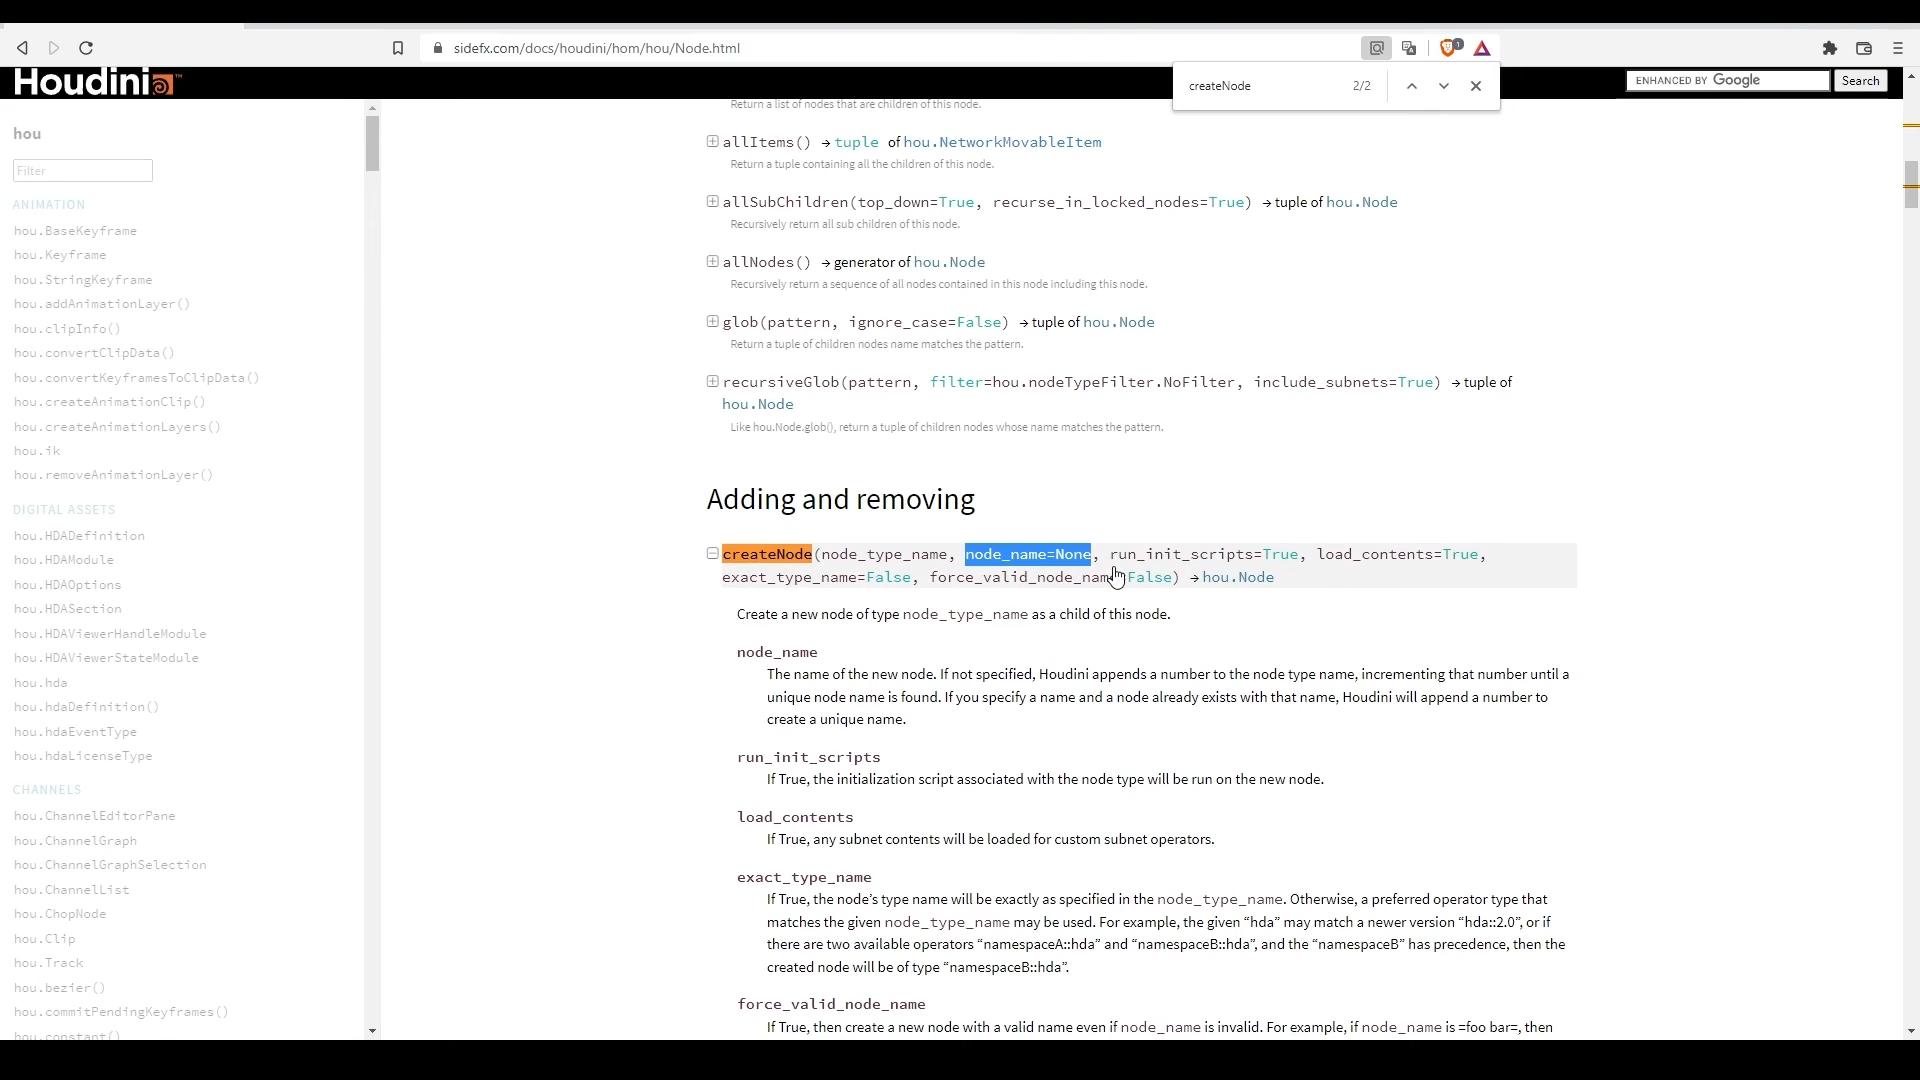 sidefx.com/docs/houdini/hom/hou/Node.html
1
createNode
2/2
Houdini
ENHANCED BY Google
Search
hou
Filter
ANIMATION
hou.BaseKeyframe
hou.Keyframe
hou.StringKeyframe
hou.addAnimationLayer()
hou.clipInfo()
hou.convertClipData()
hou.convertKeyframesToClipData()
hou.createAnimationClip()
hou.createAnimationLayers()
hou.ik
hou.removeAnimationLayer()
DIGITAL ASSETS
hou.HDADefinition
hou.HDAModule
hou.HDAOptions
hou.HDASection
hou.HDAViewerHandleModule
hou.HDAViewerStateModule
hou.hda
hou.hdaDefinition()
hou.hdaEventType
hou.hdaLicenseType
CHANNELS
hou.ChannelEditorPane
hou.ChannelGraph
hou.ChannelGraphSelection
hou.ChannelList
hou.ChopNode
hou.Clip
hou.Track
hou.bezier()
hou.commitPendingKeyframes()
hou.constant()
Return a list of nodes that are children of this node.
allItems() → tuple of hou.NetworkMovableItem
Return a tuple containing all the children of this node.
allSubChildren(top_down=True, recurse_in_locked_nodes=True) → tuple of hou.Node
Recursively return all sub children of this node.
allNodes() → generator of hou.Node
Recursively return a sequence of all nodes contained in this node including this node.
glob(pattern, ignore_case=False) → tuple of hou.Node
Return a tuple of children nodes name matches the pattern.
recursiveGlob(pattern, filter=hou.nodeTypeFilter.NoFilter, include_subnets=True) → tuple of
hou.Node
Like hou.Node.glob(), return a tuple of children nodes whose name matches the pattern.
Adding and removing
createNode(node_type_name, node_name=None, run_init_scripts=True, load_contents=True,
exact_type_name=False, force_valid_node_name=False) → hou.Node
Create a new node of type node_type_name as a child of this node.
node_name
The name of the new node. If not specified, Houdini appends a number to the node type name, incrementing that number until a
unique node name is found. If you specify a name and a node already exists with that name, Houdini will append a number to
create a unique name.
run_init_scripts
If True, the initialization script associated with the node type will be run on the new node.
load_contents
If True, any subnet contents will be loaded for custom subnet operators.
exact_type_name
If True, the node’s type name will be exactly as specified in the node_type_name. Otherwise, a preferred operator type that
matches the given node_type_name may be used. For example, the given “hda” may match a newer version “hda::2.0”, or if
there are two available operators “namespaceA::hda” and “namespaceB::hda”, and the “namespaceB” has precedence, then the
created node will be of type “namespaceB::hda”.
force_valid_node_name
If True, then create a new node with a valid name even if node_name is invalid. For example, if node_name is =foo bar=, then